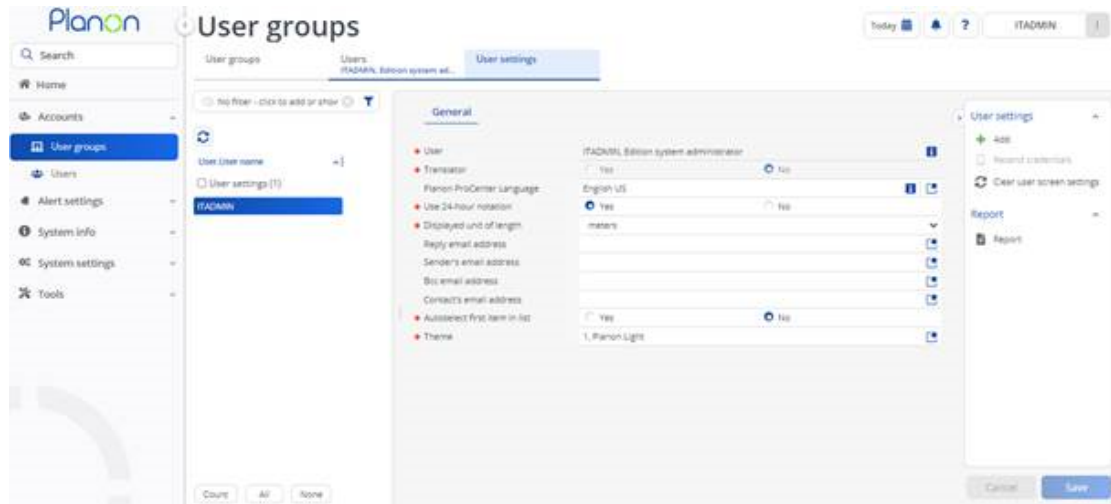 Planon
User groups
Today
?
ITADMIN
Search
User groups
Users
ITADMIN, Edition system ad...
User settings
Home
No filter - click to add or show
General
User settings
Accounts
User groups
Users
Alert settings
System info
System settings
Tools
User.User name
User settings (1)
ITADMIN
User
ITADMIN, Edition system administrator
Translator
Yes
No
Planon ProCenter Language
English US
Use 24-hour notation
Yes
No
Displayed unit of length
meters
Reply email address
Sender's email address
Bcc email address
Contact's email address
Autoselect first item in list
Yes
No
Theme
1, Planon Light
Add
Resend credentials
Clear user screen settings
Report
Report
Count
All
None
Cancel
Save